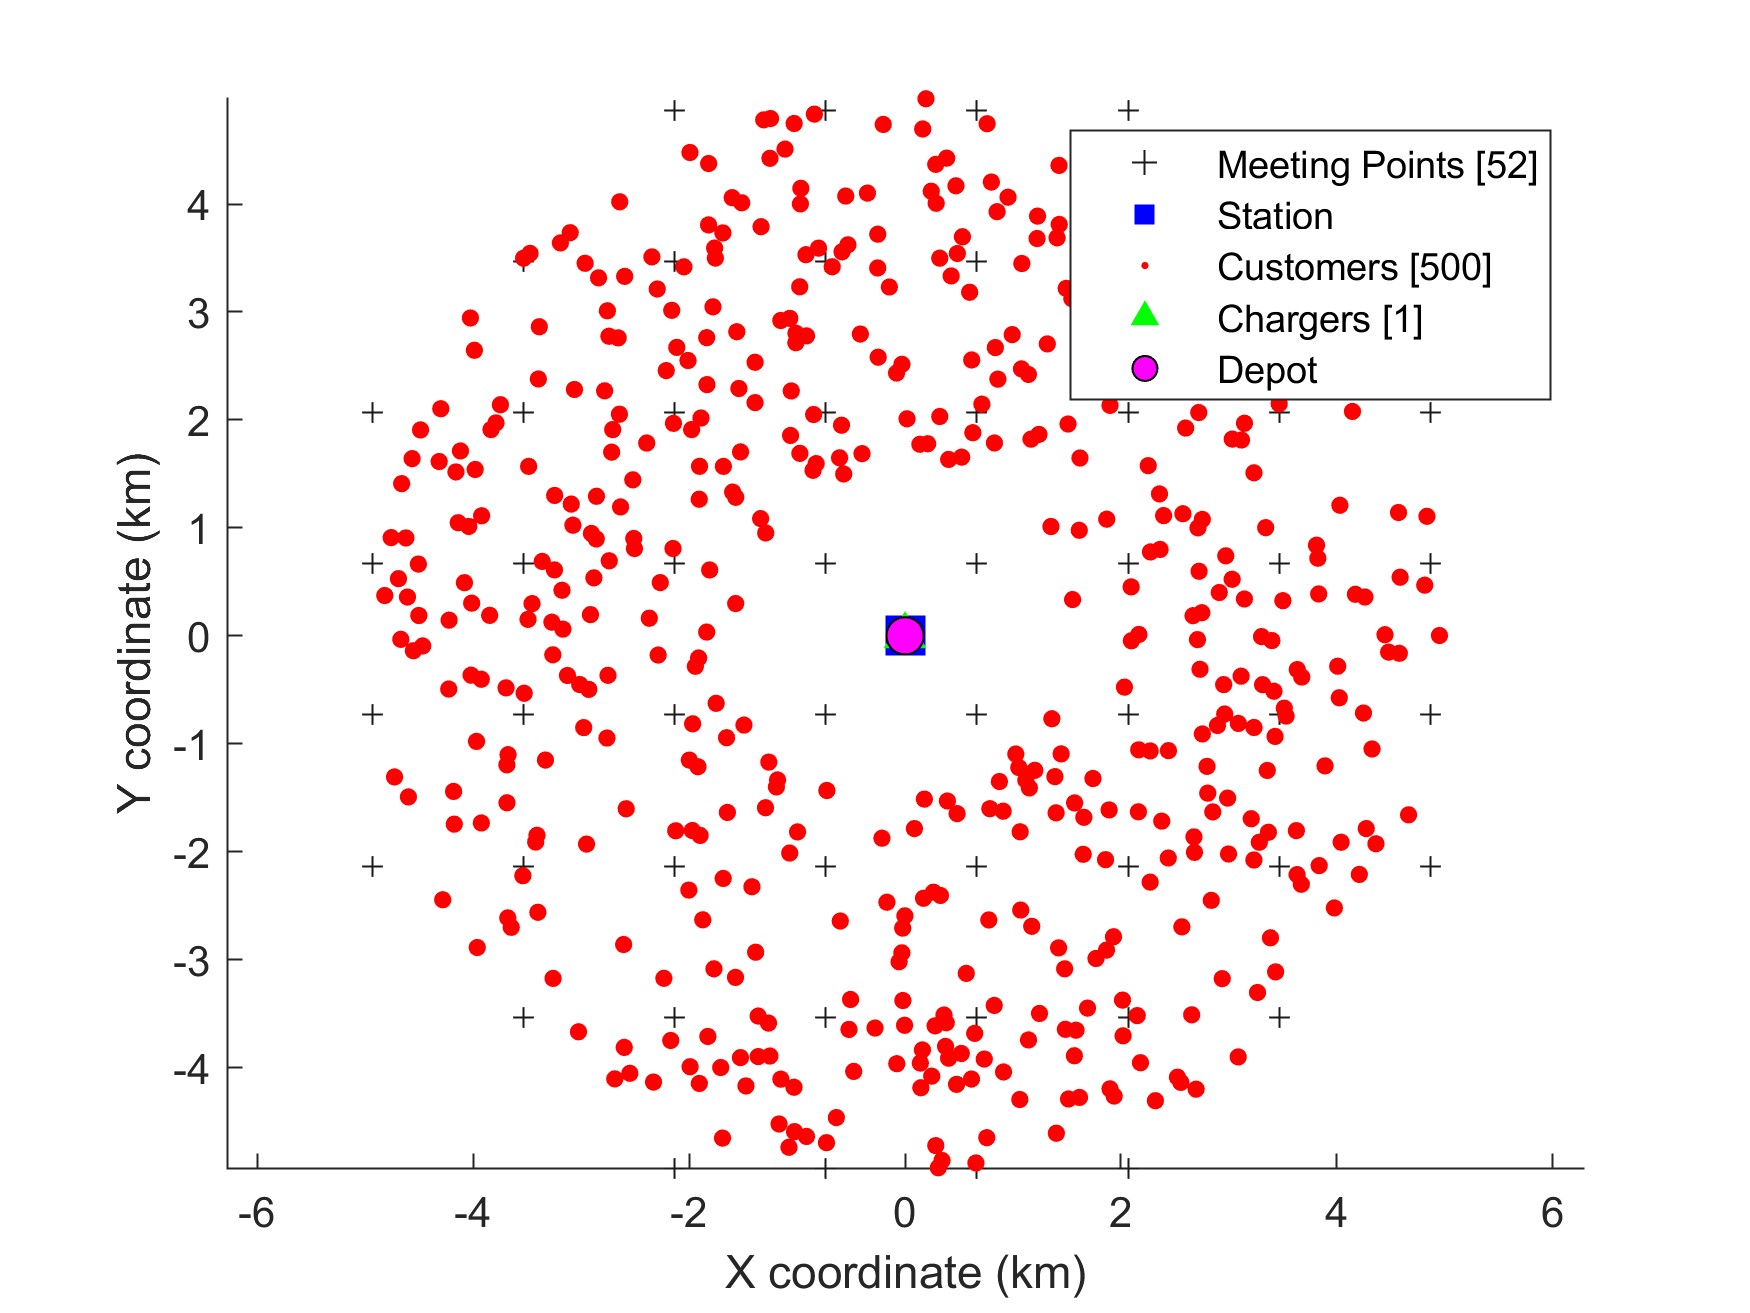 Meeting Points [52]
Station
Customers [500]
Chargers [1]
Depot
4
3
2
1
0
-1
-2
-3
-4
Y coordinate (km)
-6
-4
-2
0
2
4
6
X coordinate (km)